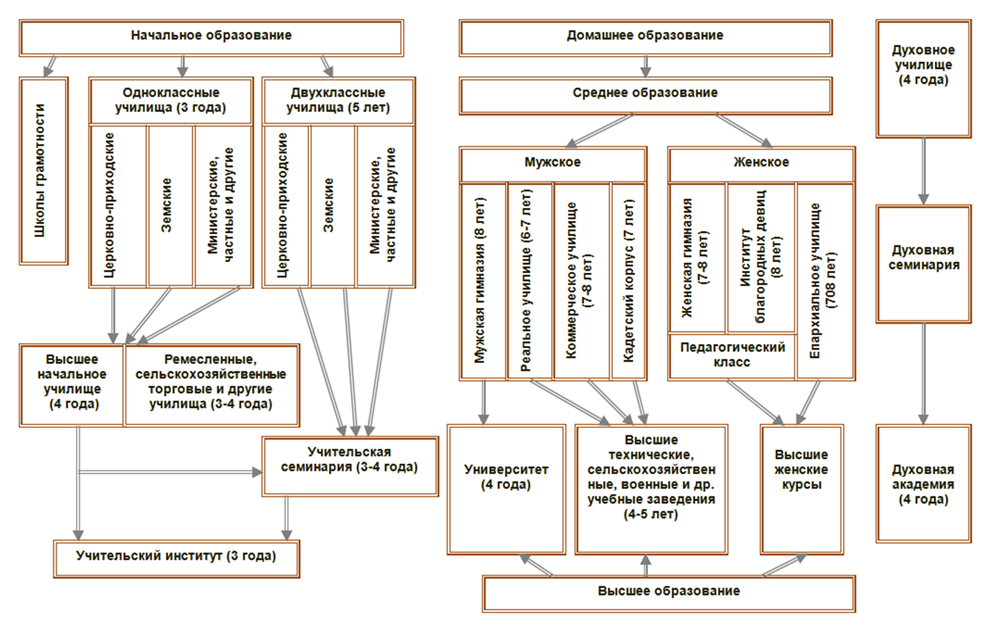 Начальное образование
Школы грамотности
Одноклассные
училища (3 года)
Церковно-приходские
Земские
Министерские,
частные и другие
Двухклассные
училища (5 лет)
Церковно-приходские
Земские
Министерские,
частные и другие
Высшее
начальное
училище
(4 года)
Ремесленные,
сельскохозяйственные
торговые и другие
училища (3-4 года)
Учительская
семинария (3-4 года)
Учительский институт (3 года)
Домашнее образование
Среднее образование
Мужское
Мужская гимназия (8 лет)
Реальное училище (6-7 лет)
Коммерческое училище
(7-8 лет)
Кадетский корпус (7 лет)
Женское
Женская гимназия
(7-8 лет)
Институт
благородных девиц
(8 лет)
Епархиальное училище
(708 лет)
Педагогический
класс
Университет
(4 года)
Высшие
технические,
сельскохозяйствен
ные, военные и др.
учебные заведения
(4-5 лет)
Высшие
женские
курсы
Высшее образование
Духовное
училище
(4 года)
Духовная
семинария
Духовная
академия
(4 года)